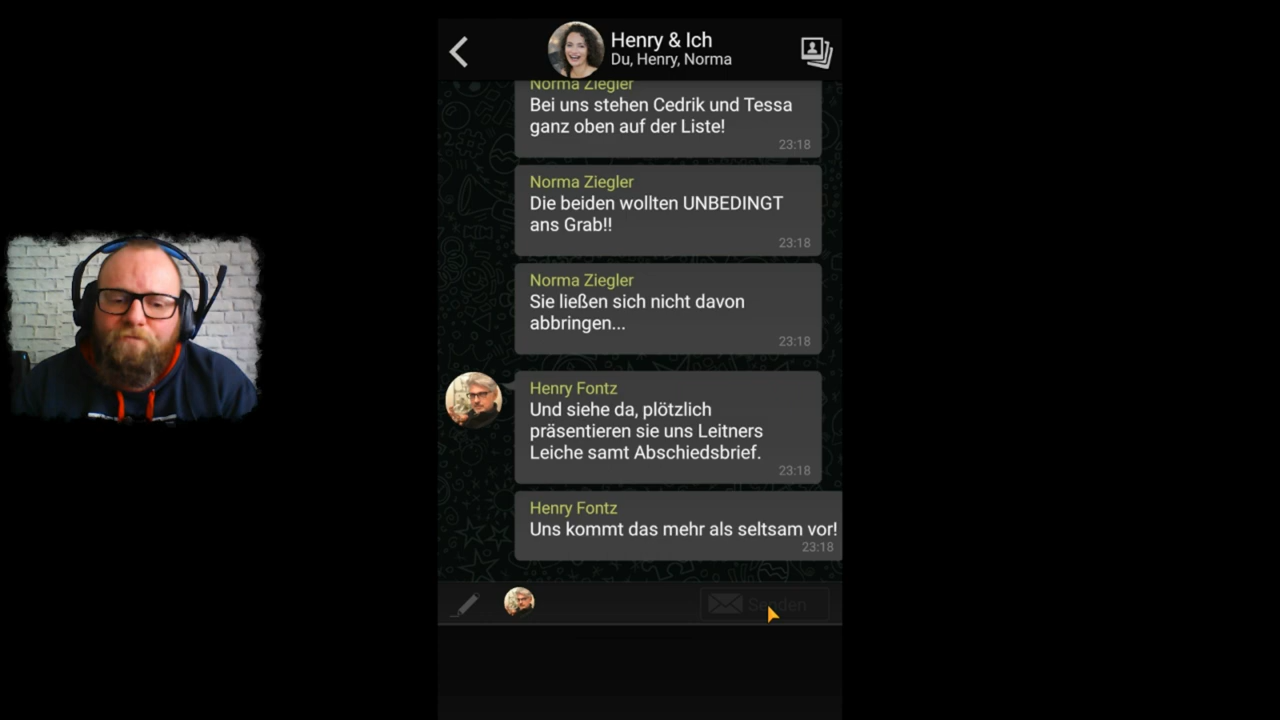 Henry & Ich
Du, Henry, Norma
Norma Ziegler
Bei uns stehen Cedrik und Tessa
ganz oben auf der Liste!
23:18
Norma Ziegler
Die beiden wollten UNBEDINGT
ans Grab!!
23:18
Norma Ziegler
Sie ließen sich nicht davon
abbringen...
23:18
Henry Fontz
Und siehe da, plötzlich
präsentieren sie uns Leitners
Leiche samt Abschiedsbrief.
23:18
Henry Fontz
Uns kommt das mehr als seltsam vor!
23:18
Senden